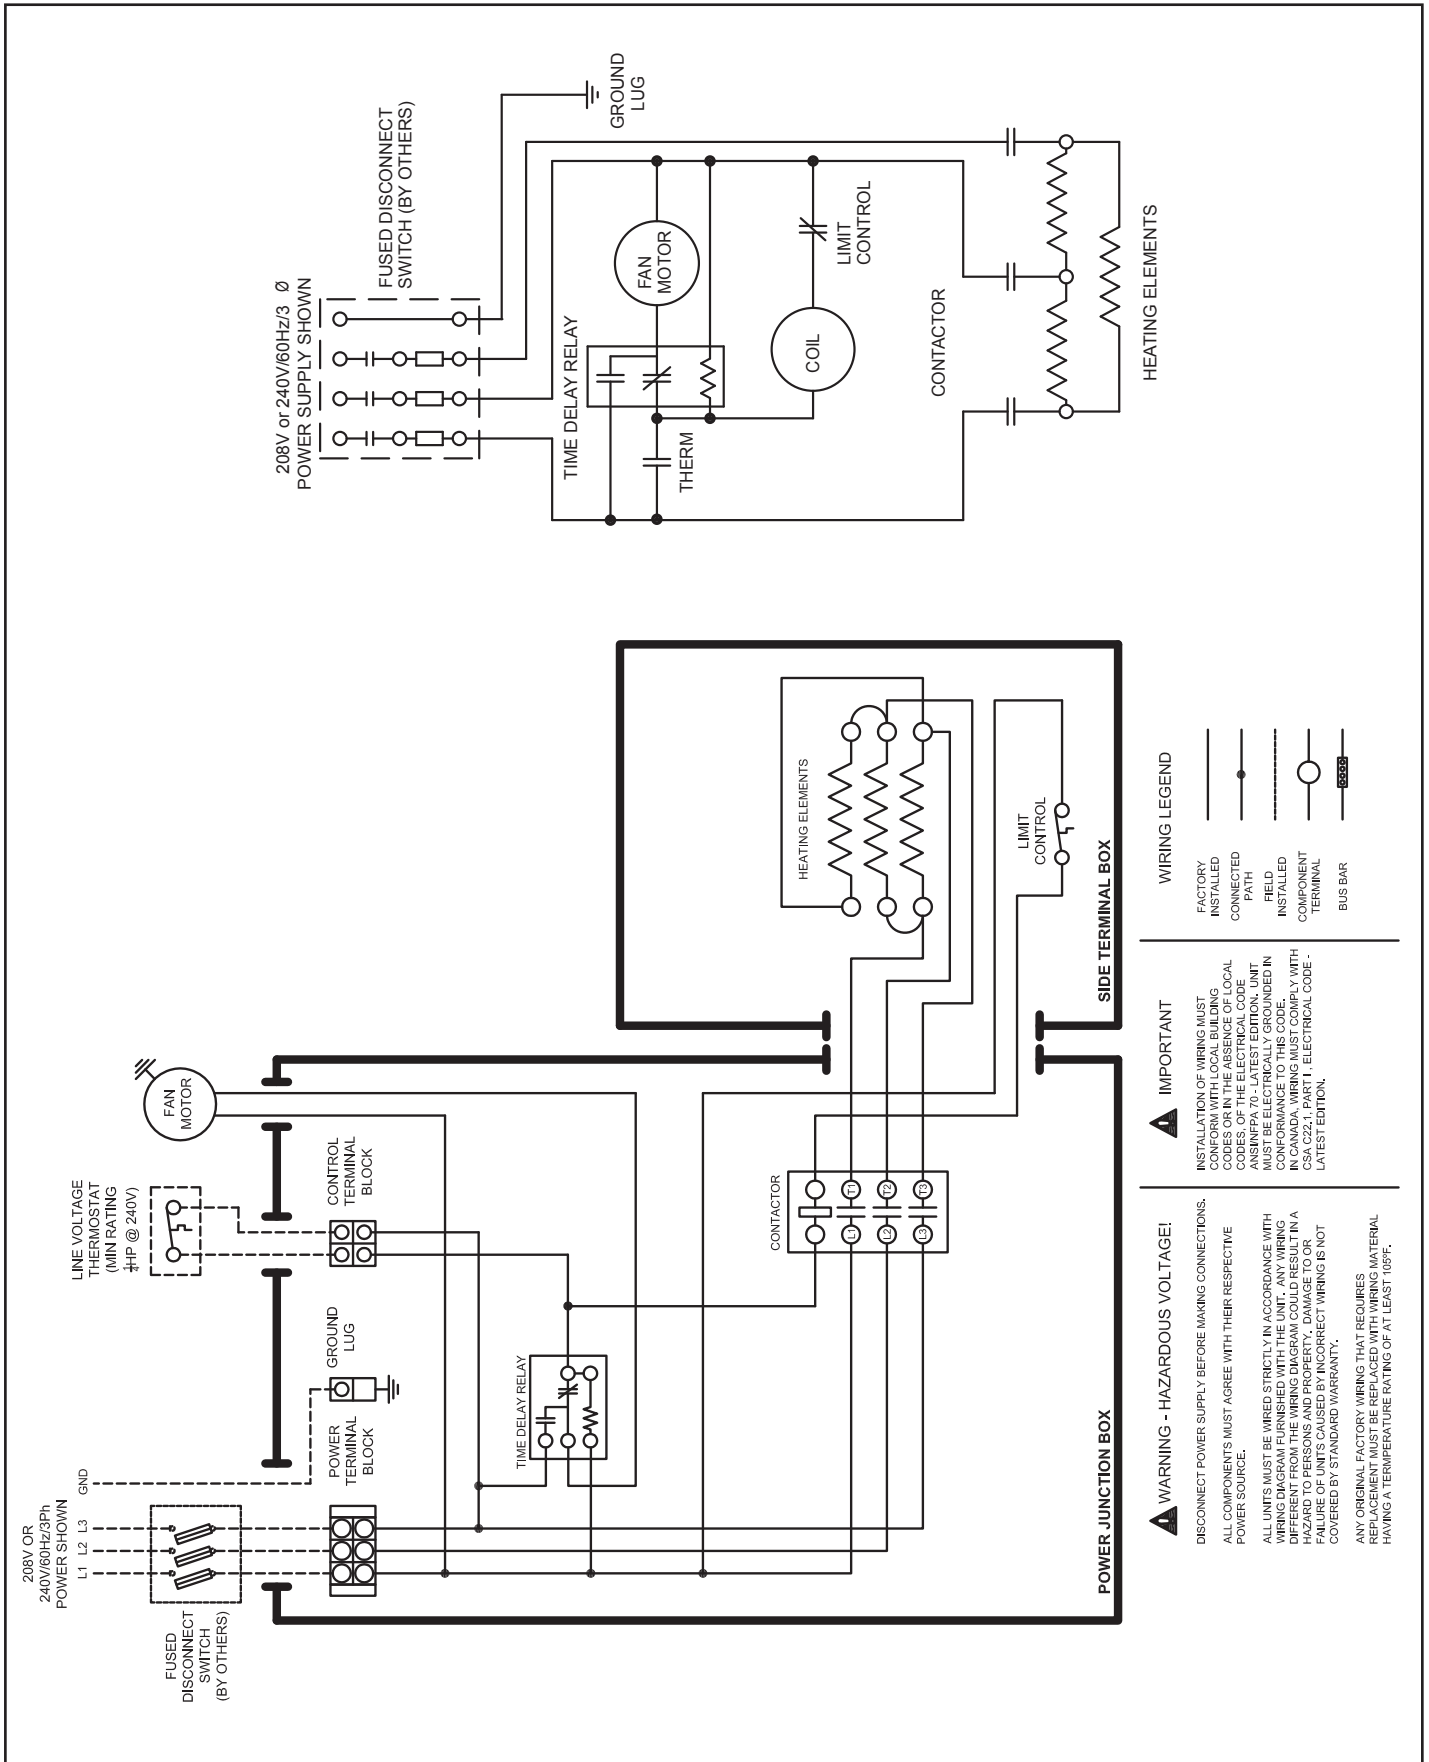 208V OR
240V/60Hz/3Ph
POWER SHOWN
L1 L2 L3 GND
FUSED
DISCONNECT
SWITCH
(BY OTHERS)
LINE VOLTAGE
THERMOSTAT
(MIN RATING
1/4HP @ 240V)
FAN
MOTOR
POWER
TERMINAL
BLOCK
GROUND
LUG
CONTROL
TERMINAL
BLOCK
TIME DELAY RELAY
CONTACTOR
L1 T1
L2 T2
L3 T3
HEATING ELEMENTS
LIMIT
CONTROL
POWER JUNCTION BOX
SIDE TERMINAL BOX
208V or 240V/60Hz/3 Ø
POWER SUPPLY SHOWN
FUSED DISCONNECT
SWITCH (BY OTHERS)
GROUND
LUG
TIME DELAY RELAY
FAN
MOTOR
THERM
COIL
LIMIT
CONTROL
CONTACTOR
HEATING ELEMENTS
WARNING - HAZARDOUS VOLTAGE!
DISCONNECT POWER SUPPLY BEFORE MAKING CONNECTIONS.
ALL COMPONENTS MUST AGREE WITH THEIR RESPECTIVE
POWER SOURCE.
ALL UNITS MUST BE WIRED STRICTLY IN ACCORDANCE WITH
WIRING DIAGRAM FURNISHED WITH THE UNIT. ANY WIRING
DIFFERENT FROM THE WIRING DIAGRAM COULD RESULT IN A
HAZARD TO PERSONS AND PROPERTY. DAMAGE TO OR
FAILURE OF UNITS CAUSED BY INCORRECT WIRING IS NOT
COVERED BY STANDARD WARRANTY.
ANY ORIGINAL FACTORY WIRING THAT REQUIRES
REPLACEMENT MUST BE REPLACED WITH WIRING MATERIAL
HAVING A TERMPERATURE RATING OF AT LEAST 105ºF.
IMPORTANT
INSTALLATION OF WIRING MUST
CONFORM WITH LOCAL BUILDING
CODES OR IN THE ABSENCE OF LOCAL
CODES, OF THE ELECTRICAL CODE
ANSI/NFPA 70 - LATEST EDITION. UNIT
MUST BE ELECTRICALLY GROUNDED IN
CONFORMANCE TO THIS CODE.
IN CANADA, WIRING MUST COMPLY WITH
CSA C22.1, PART I, ELECTRICAL CODE -
LATEST EDITION.
WIRING LEGEND
FACTORY
INSTALLED
CONNECTED
PATH
FIELD
INSTALLED
COMPONENT
TERMINAL
BUS BAR